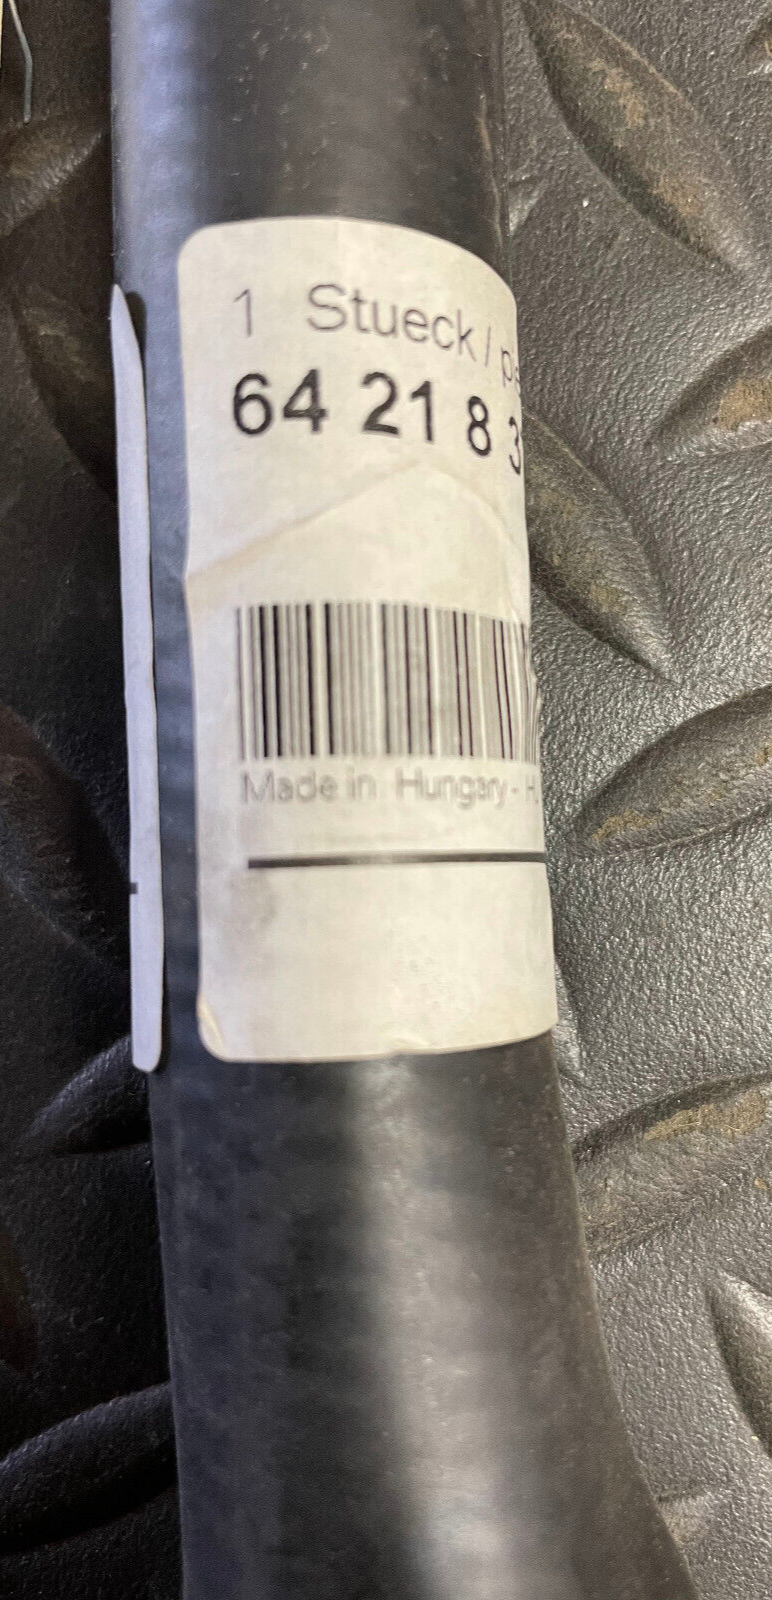 1 Stueck /
64 21 8 3
Made in Hungary -